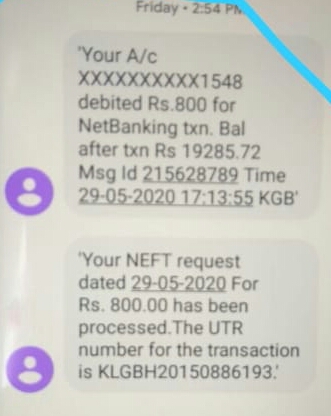 Friday • 2:54 PM
'Your A/c
XXXXXXXXXX1548
debited Rs.800 for
NetBanking txn. Bal
after txn Rs 19285.72
Msg Id 215628789 Time
29-05-2020 17:13:55 KGB'
'Your NEFT request
dated 29-05-2020 For
Rs. 800.00 has been
processed.The UTR
number for the transaction
is KLGBH20150886193.'